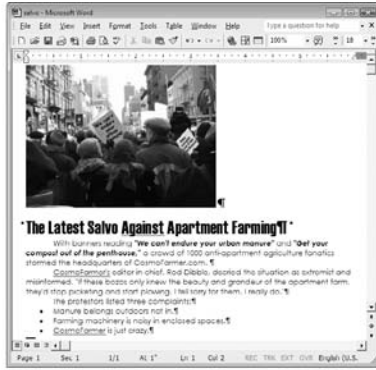 salvo - Microsoft Word
File Edit View Insert Format Tools Table Window Help Type a question for help
100% 18
¶
The Latest Salvo Against Apartment Farming¶
With banners reading "We can't endure your urban manure" and "Get your
compost out of the penthouse," a crowd of 1000 anti-apartment agriculture fanatics
stormed the headquarters of CosmoFarmer.com. ¶
CosmoFarmer's editor in chief, Rod Dibble, decried the situation as extremist and
misinformed. "If these bozos only knew the beauty and grandeur of the apartment farm,
they'd stop picketing and start plowing. I feel sorry for them, I really do."¶
The protestors listed three complaints:¶
• Manure belongs outdoors not in.¶
• Farming machinery is noisy in enclosed spaces.¶
• CosmoFarmer is just crazy.¶
Page 1 Sec 1 1/1 At 1" Ln 1 Col 2 REC TRK EXT OVR English (U.S.